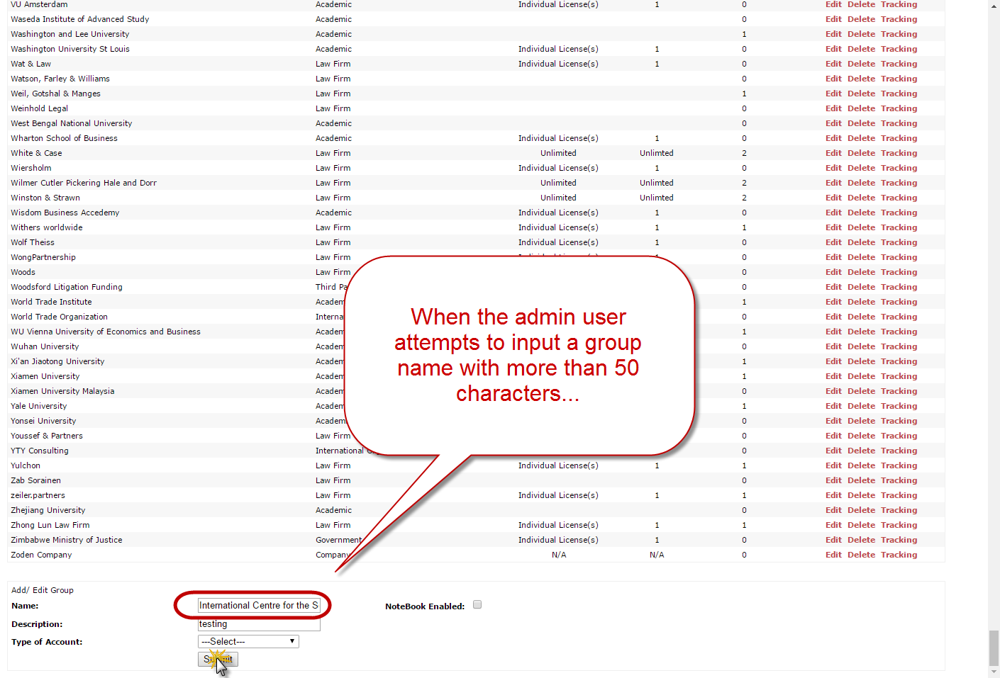 VU Amsterdam Academic Individual License(s) 1 0 Edit Delete Tracking
Waseda Institute of Advanced Study Academic 0 Edit Delete Tracking
Washington and Lee University Academic 1 Edit Delete Tracking
Washington University St Louis Academic Individual License(s) 1 0 Edit Delete Tracking
Wat & Law Law Firm Individual License(s) 1 0 Edit Delete Tracking
Watson, Farley & Williams Law Firm 0 Edit Delete Tracking
Weil, Gotshal & Manges Law Firm 1 Edit Delete Tracking
Weinhold Legal Law Firm 0 Edit Delete Tracking
West Bengal National University Academic 0 Edit Delete Tracking
Wharton School of Business Academic Individual License(s) 1 0 Edit Delete Tracking
White & Case Law Firm Unlimited Unlimted 2 Edit Delete Tracking
Wiersholm Law Firm Individual License(s) 1 0 Edit Delete Tracking
Wilmer Cutler Pickering Hale and Dorr Law Firm Unlimited Unlimted 2 Edit Delete Tracking
Winston & Strawn Law Firm Unlimited Unlimted 2 Edit Delete Tracking
Wisdom Business Accedemy Academic Individual License(s) 1 0 Edit Delete Tracking
Withers worldwide Law Firm Individual License(s) 1 1 Edit Delete Tracking
Wolf Theiss Law Firm Individual License(s) 1 0 Edit Delete Tracking
WongPartnership Law Firm 0 Edit Delete Tracking
Woods Law Firm 0 Edit Delete Tracking
Woodsford Litigation Funding Third Pa 0 Edit Delete Tracking
World Trade Institute Academ 1 Edit Delete Tracking
World Trade Organization Interna 0 Edit Delete Tracking
WU Vienna University of Economics and Business Academ 1 Edit Delete Tracking
Wuhan University Academ 0 Edit Delete Tracking
Xi'an Jiaotong University Academ 1 Edit Delete Tracking
Xiamen University Academ 1 Edit Delete Tracking
Xiamen University Malaysia Academ 0 Edit Delete Tracking
Yale University Academ 1 Edit Delete Tracking
Yonsei University Academ 0 Edit Delete Tracking
Youssef & Partners Law Firm 0 Edit Delete Tracking
YTY Consulting International 0 Edit Delete Tracking
Yulchon Law Firm Individual License(s) 1 1 Edit Delete Tracking
Zab Sorainen Law Firm 0 Edit Delete Tracking
zeiler.partners Law Firm Individual License(s) 1 1 Edit Delete Tracking
Zhejiang University Academic 0 Edit Delete Tracking
Zhong Lun Law Firm Law Firm Individual License(s) 1 1 Edit Delete Tracking
Zimbabwe Ministry of Justice Government Individual License(s) 1 0 Edit Delete Tracking
Zoden Company Company N/A N/A 0 Edit Delete Tracking
When the admin user
attempts to input a group
name with more than 50
characters...
Add/ Edit Group
Name: International Centre for the S NoteBook Enabled:
Description: testing
Type of Account: ---Select---
Submit